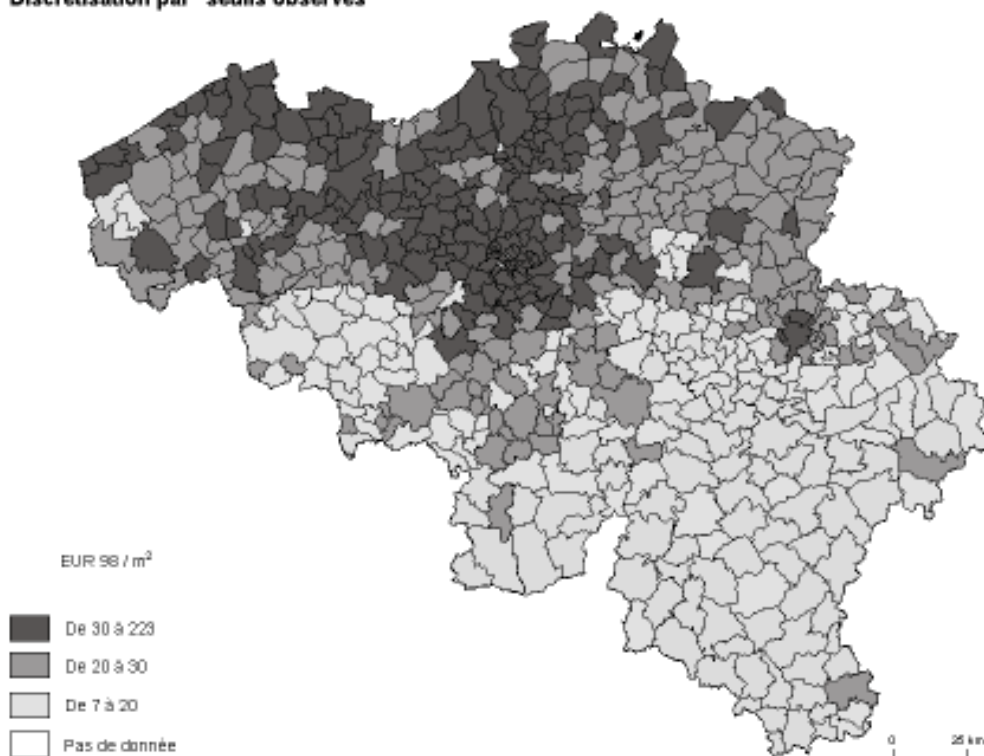 Discrétisation par "seuils observés"
EUR 98 / m²
De 30 à 223
De 20 à 30
De 7 à 20
Pas de donnée
0 25 km